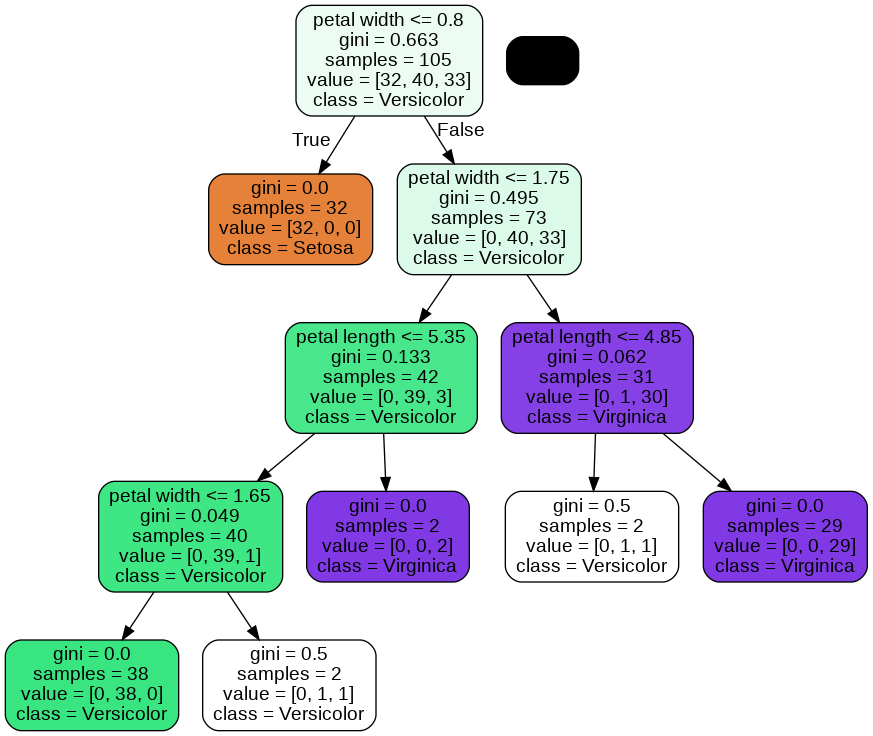 petal width <= 0.8
gini = 0.663
samples = 105
value = [32, 40, 33]
class = Versicolor
True
False
gini = 0.0
samples = 32
value = [32, 0, 0]
class = Setosa
petal width <= 1.75
gini = 0.495
samples = 73
value = [0, 40, 33]
class = Versicolor
petal length <= 5.35
gini = 0.133
samples = 42
value = [0, 39, 3]
class = Versicolor
petal length <= 4.85
gini = 0.062
samples = 31
value = [0, 1, 30]
class = Virginica
petal width <= 1.65
gini = 0.049
samples = 40
value = [0, 39, 1]
class = Versicolor
gini = 0.0
samples = 2
value = [0, 0, 2]
class = Virginica
gini = 0.5
samples = 2
value = [0, 1, 1]
class = Versicolor
gini = 0.0
samples = 29
value = [0, 0, 29]
class = Virginica
gini = 0.0
samples = 38
value = [0, 38, 0]
class = Versicolor
gini = 0.5
samples = 2
value = [0, 1, 1]
class = Versicolor